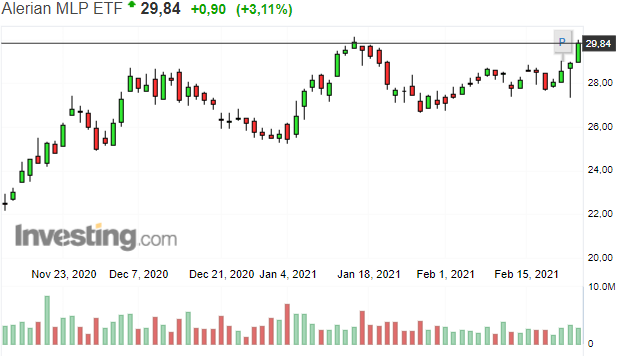 Alerian MLP ETF 29,84 +0,90 (+3,11%)
P
29,84
28,00
26,00
24,00
22,00
20,00
Investing.com
Nov 23, 2020 Dec 7, 2020 Dec 21, 2020 Jan 4, 2021 Jan 18, 2021 Feb 1, 2021 Feb 15, 2021
10.0M
0